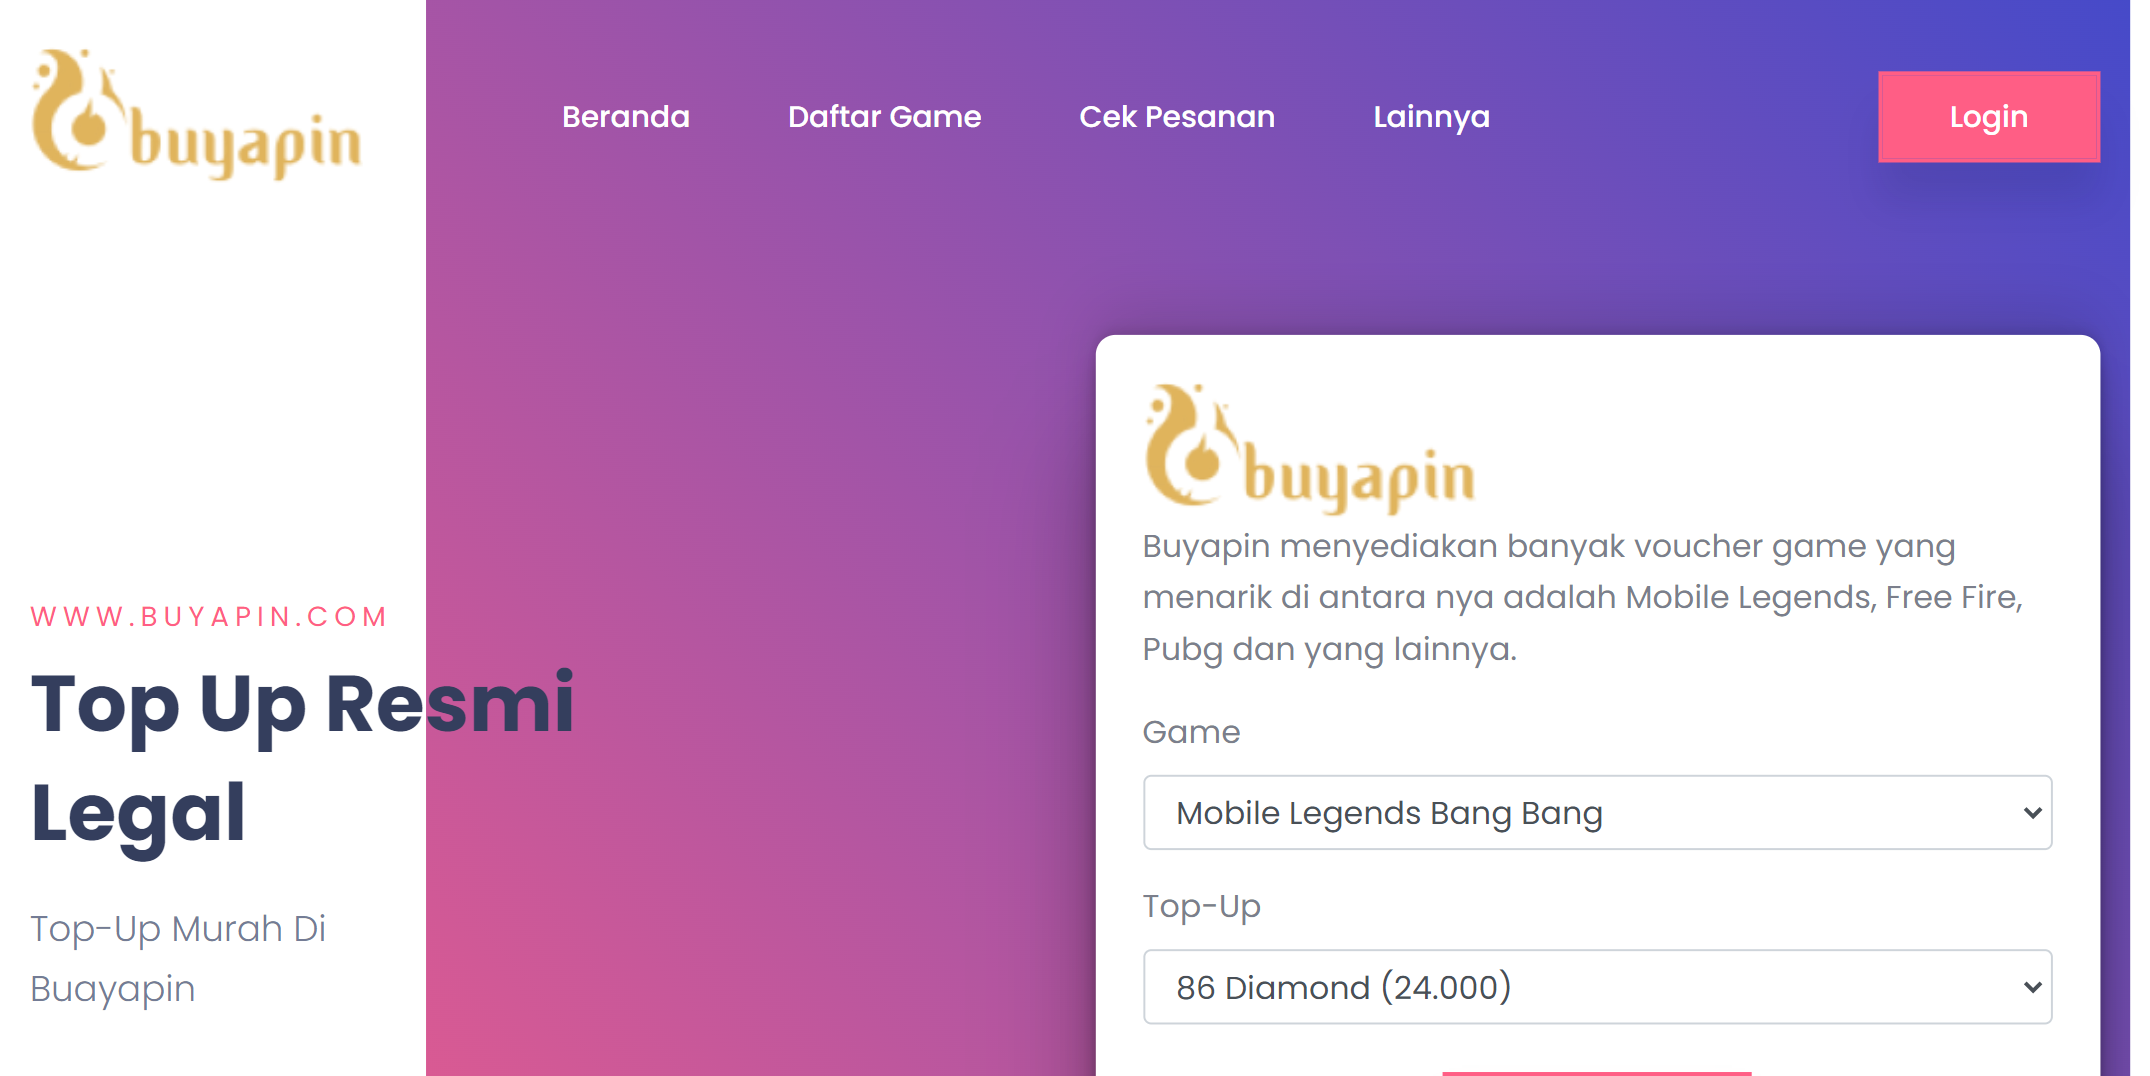 buyapin
Beranda
Daftar Game
Cek Pesanan
Lainnya
Login
WWW.BUYAPIN.COM
Top Up Resmi
Legal
Top-Up Murah Di
Buayapin
buyapin
Buyapin menyediakan banyak voucher game yang
menarik di antara nya adalah Mobile Legends, Free Fire,
Pubg dan yang lainnya.
Game
Mobile Legends Bang Bang
Top-Up
86 Diamond (24.000)